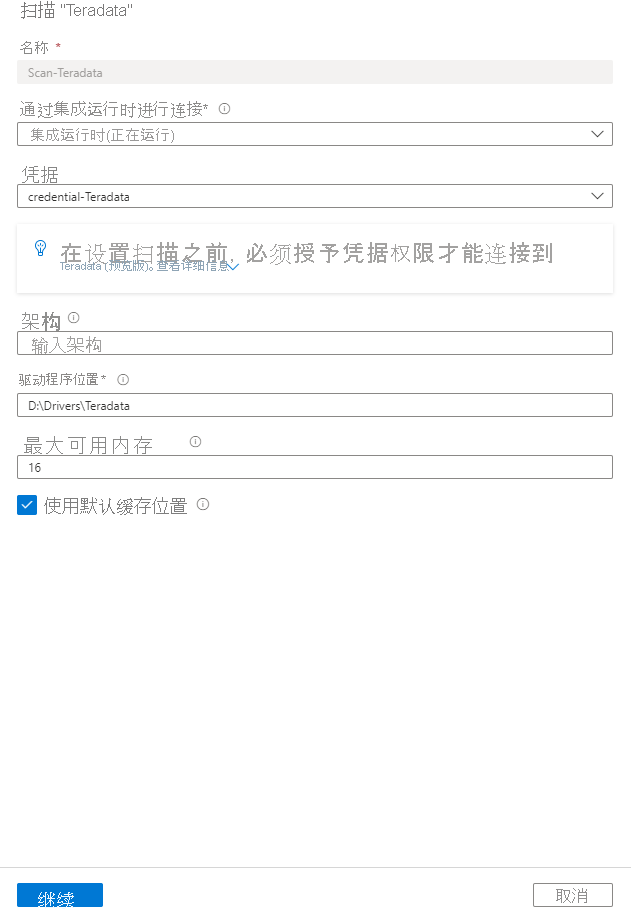 扫描 "Teradata"
名称 *
Scan-Teradata
通过集成运行时进行连接*
集成运行时(正在运行)
凭据
credential-Teradata
在设置扫描之前, 必须授予凭据权限才能连接到
Teradata (预览版)。查看详细信息
架构
输入架构
驱动程序位置*
D:\Drivers\Teradata
最大可用内存
16
使用默认缓存位置
继续
取消